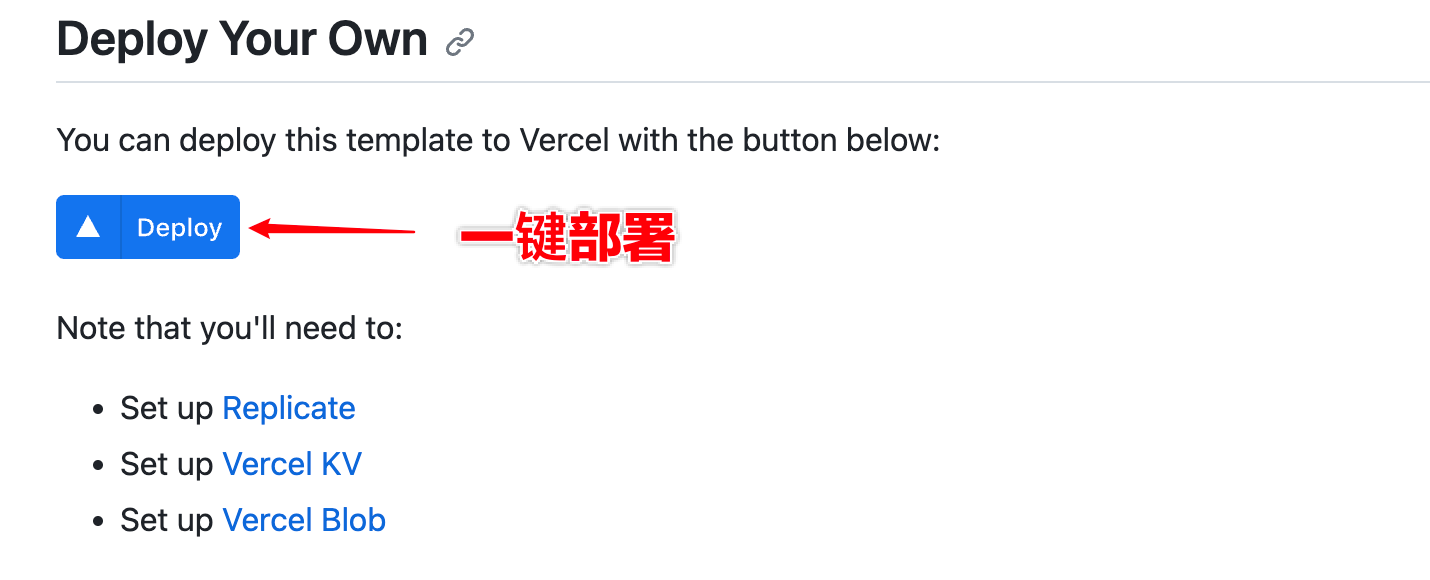 Deploy Your Own
You can deploy this template to Vercel with the button below:
Deploy
一键部署
Note that you'll need to:
• Set up Replicate
• Set up Vercel KV
• Set up Vercel Blob